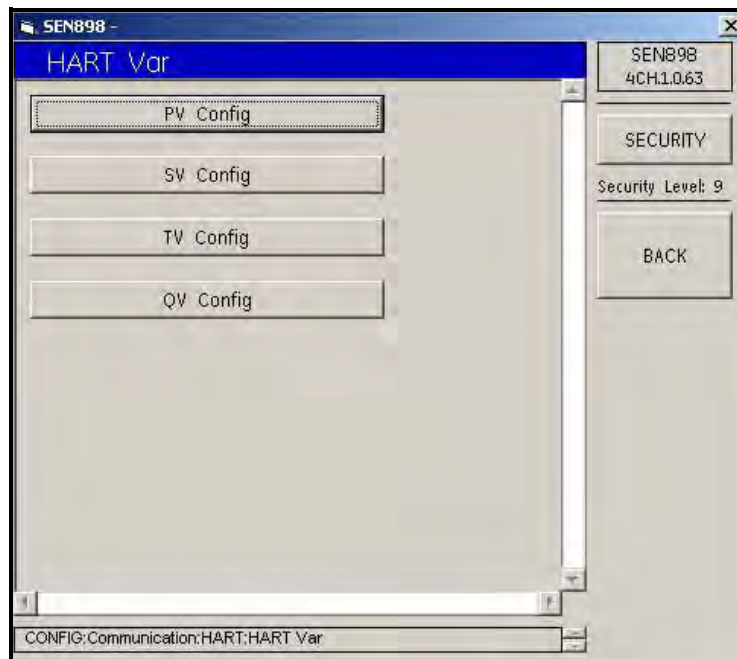 SEN898 -
HART Var
PV Config
SV Config
TV Config
QV Config
SEN898
4CH.1.0.63
SECURITY
Security Level: 9
BACK
CONFIG:Communication:HART:HART Var